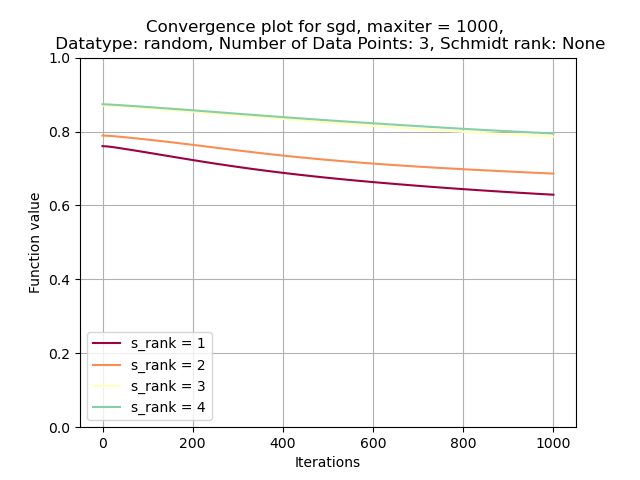 Convergence plot for sgd, maxiter = 1000,
Datatype: random, Number of Data Points: 3, Schmidt rank: None
1.0
0.8
0.6
0.4
0.2
0.0
Function value
s_rank = 1
s_rank = 2
s_rank = 3
s_rank = 4
0 200 400 600 800 1000
Iterations